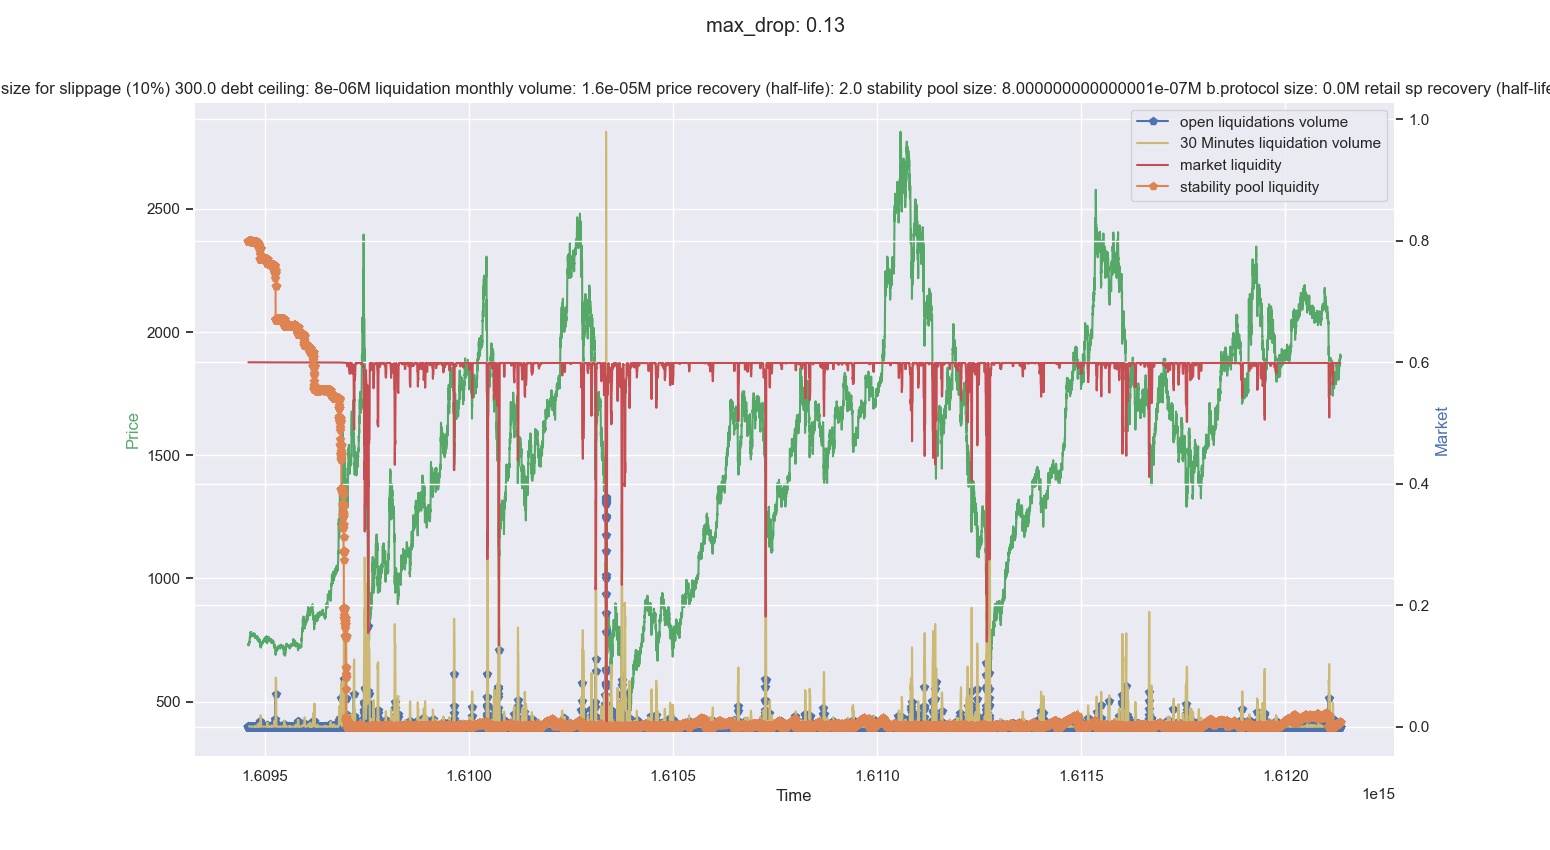 max_drop: 0.13
size for slippage (10%) 300.0 debt ceiling: 8e-06M liquidation monthly volume: 1.6e-05M price recovery (half-life): 2.0 stability pool size: 8.000000000000001e-07M b.protocol size: 0.0M retail sp recovery (half-life
open liquidations volume
30 Minutes liquidation volume
market liquidity
stability pool liquidity
2500
2000
1500
1000
500
Price
1.0
0.8
0.6
0.4
0.2
0.0
Market
1.6095 1.6100 1.6105 1.6110 1.6115 1.6120
Time
1e15